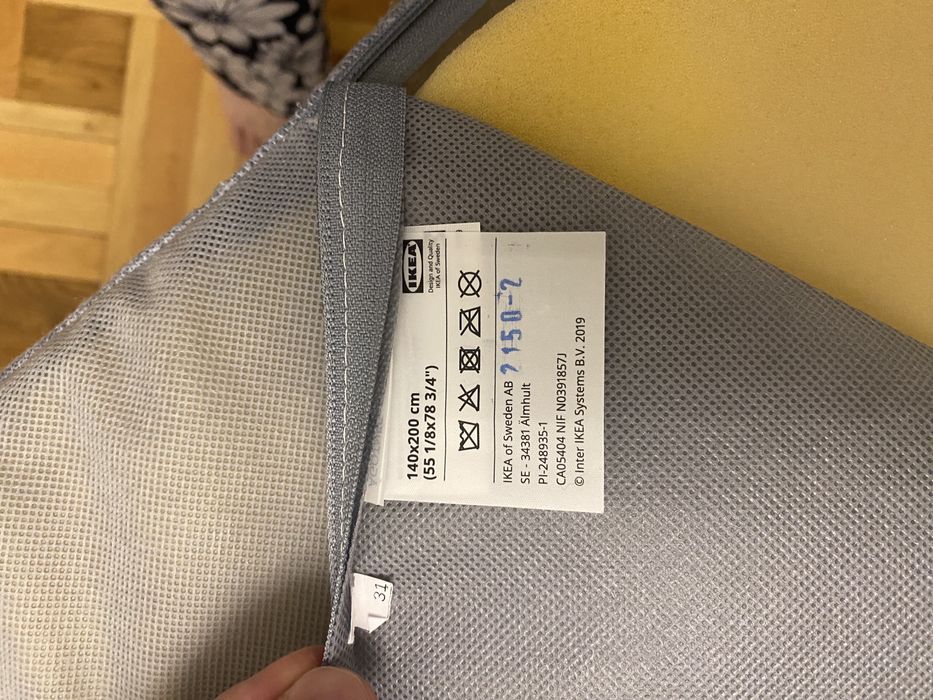 IKEA
Design and Quality
IKEA of Sweden
140x200 cm
(55 1/8x78 3/4")
2150-2
IKEA of Sweden AB
SE - 34381 Älmhult
PI-248935-1
CA05404 NIF N0391857J
© Inter IKEA Systems B.V. 2019
31